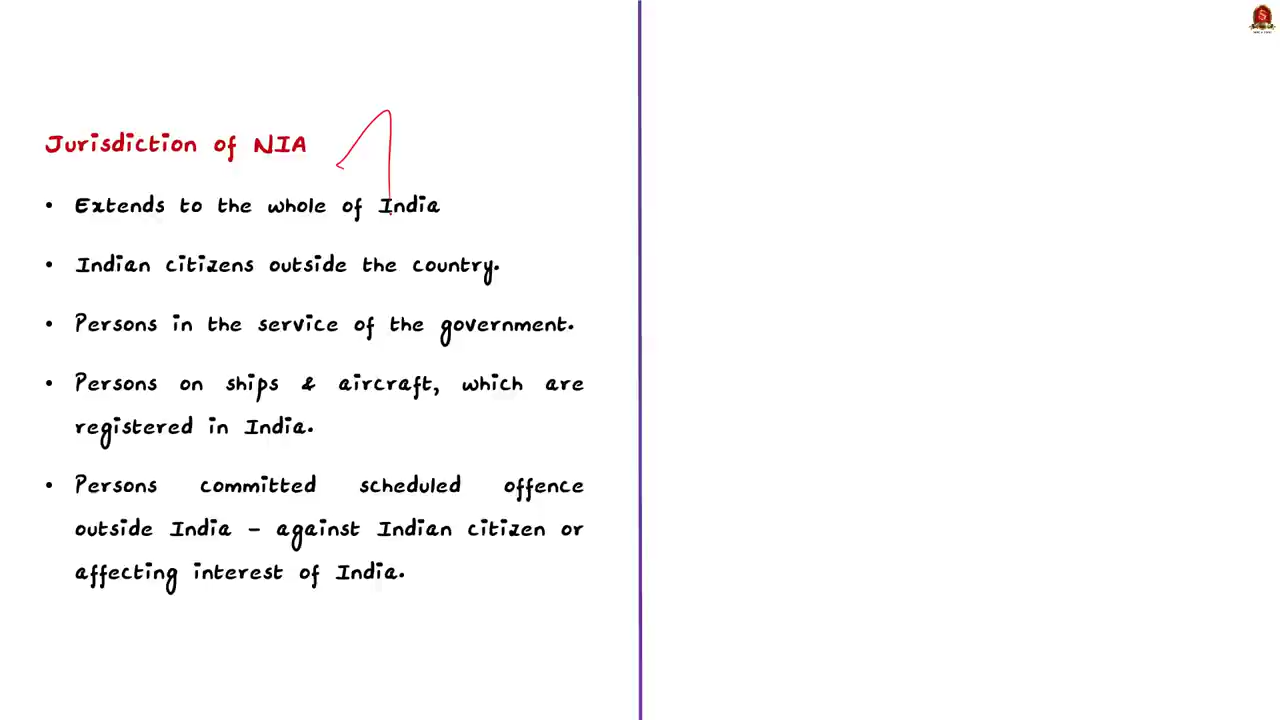 Jurisdiction of NIA
• Extends to the whole of India
• Indian citizens outside the country.
• Persons in the service of the government.
• Persons on ships & aircraft, which are
registered in India.
• Persons committed scheduled offence
outside India - against Indian citizen or
affecting interest of India.